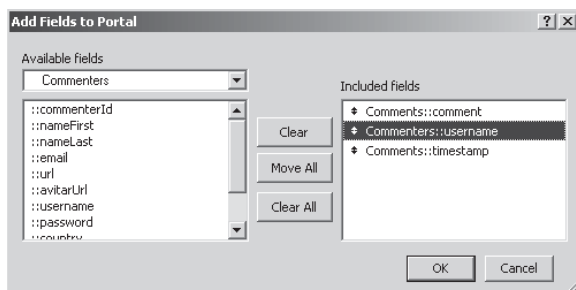 Add Fields to Portal
Available fields
Commenters
::commenterId
::nameFirst
::nameLast
::email
::url
::avitarUrl
::username
::password
::country
Clear
Move All
Clear All
Included fields
Comments::comment
Commenters::username
Comments::timestamp
OK
Cancel